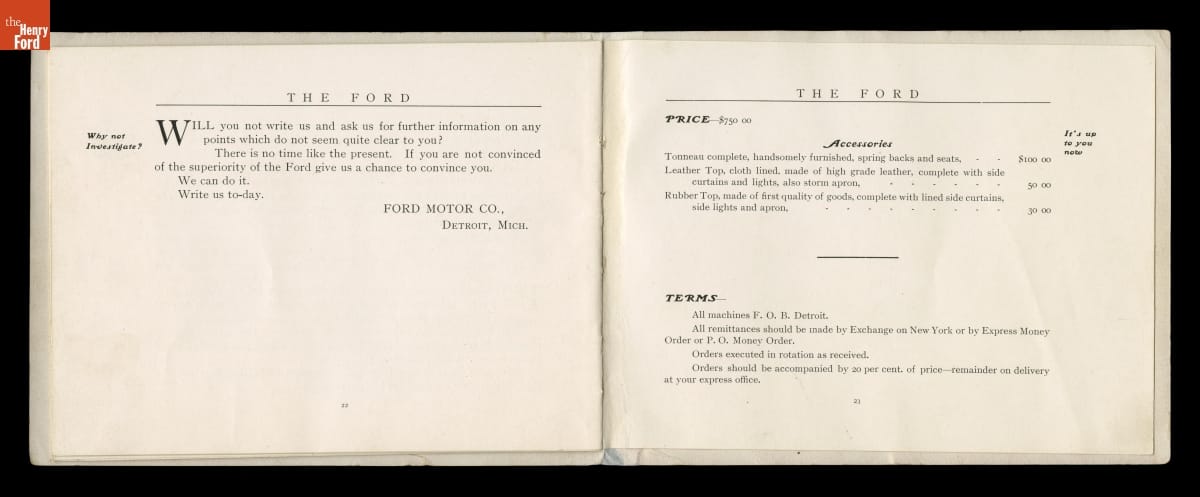 the
Henry
Ford
THE FORD
Why not
Investigate?
WILL you not write us and ask us for further information on any
points which do not seem quite clear to you?
There is no time like the present. If you are not convinced
of the superiority of the Ford give us a chance to convince you.
We can do it.
Write us to-day.
FORD MOTOR CO.,
DETROIT, MICH.
22
THE FORD
PRICE—$750 00
It's up
to you
now
Accessories
Tonneau complete, handsomely furnished, spring backs and seats, - - $100 00
Leather Top, cloth lined, made of high grade leather, complete with side
curtains and lights, also storm apron, - - - - - - 50 00
Rubber Top, made of first quality of goods, complete with lined side curtains,
side lights and apron, - - - - - - - - - 30 00
TERMS—
All machines F. O. B. Detroit.
All remittances should be made by Exchange on New York or by Express Money
Order or P. O. Money Order.
Orders executed in rotation as received.
Orders should be accompanied by 20 per cent. of price—remainder on delivery
at your express office.
23